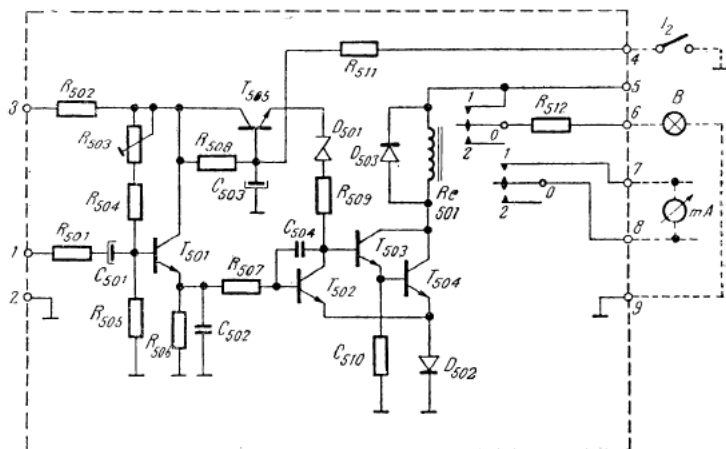 I2
R511
4
T505
5
3
R502
1
R512
6
B
R503
R508
D501
D503
0
2
1
7
C503
R509
Re
501
0
mA
R504
2
C504
8
1
R501
T501
T503
C501
R507
T502
T504
2
9
R505
R506
C502
C510
D502